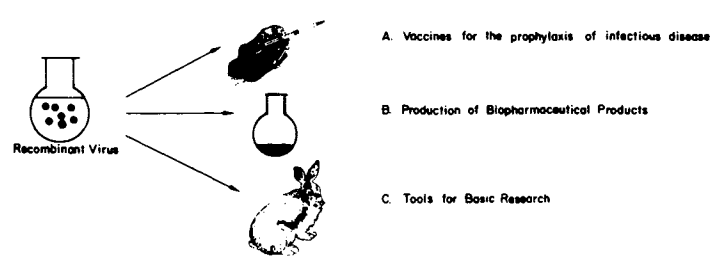 A. Vaccines for the prophylaxis of infectious disease
B. Production of Biopharmaceutical Products
Recombinant Virus
C. Tools for Basic Research